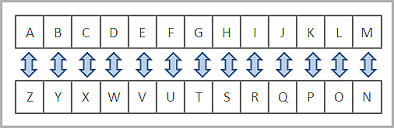 A B C D E F G H I J K L M
Z Y X W V U T S R Q P O N